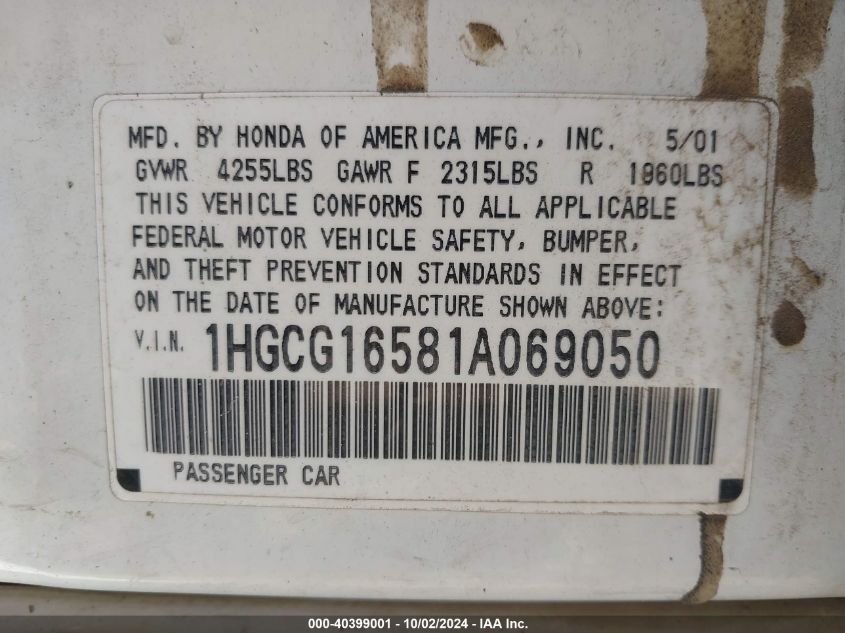 MFD. BY HONDA OF AMERICA MFG., INC. 5/01
GVWR 4255LBS GAWR F 2315LBS R 1960LBS
THIS VEHICLE CONFORMS TO ALL APPLICABLE
FEDERAL MOTOR VEHICLE SAFETY, BUMPER,
AND THEFT PREVENTION STANDARDS IN EFFECT
ON THE DATE OF MANUFACTURE SHOWN ABOVE:
V.I.N. 1HGCG16581A069050
PASSENGER CAR
000-40399001 - 10/02/2024 - IAA Inc.